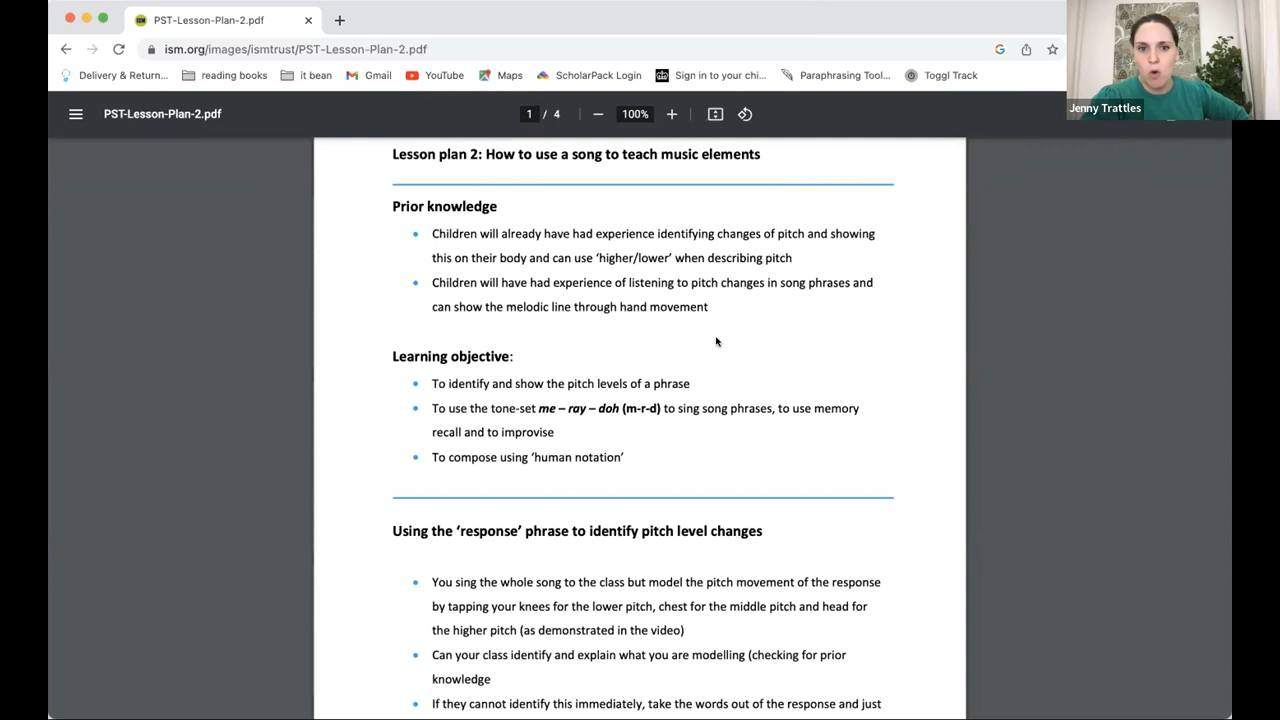 PST-Lesson-Plan-2.pdf
ism.org/images/ismtrust/PST-Lesson-Plan-2.pdf
Delivery & Return... reading books it bean Gmail YouTube Maps ScholarPack Login Sign in to your chi... Paraphrasing Tool... Toggl Track
Jenny Trattles
PST-Lesson-Plan-2.pdf 1 / 4 100%
Lesson plan 2: How to use a song to teach music elements
Prior knowledge
• Children will already have had experience identifying changes of pitch and showing
this on their body and can use ‘higher/lower’ when describing pitch
• Children will have had experience of listening to pitch changes in song phrases and
can show the melodic line through hand movement
Learning objective:
• To identify and show the pitch levels of a phrase
• To use the tone-set me – ray – doh (m-r-d) to sing song phrases, to use memory
recall and to improvise
• To compose using ‘human notation’
Using the ‘response’ phrase to identify pitch level changes
• You sing the whole song to the class but model the pitch movement of the response
by tapping your knees for the lower pitch, chest for the middle pitch and head for
the higher pitch (as demonstrated in the video)
• Can your class identify and explain what you are modelling (checking for prior
knowledge
• If they cannot identify this immediately, take the words out of the response and just